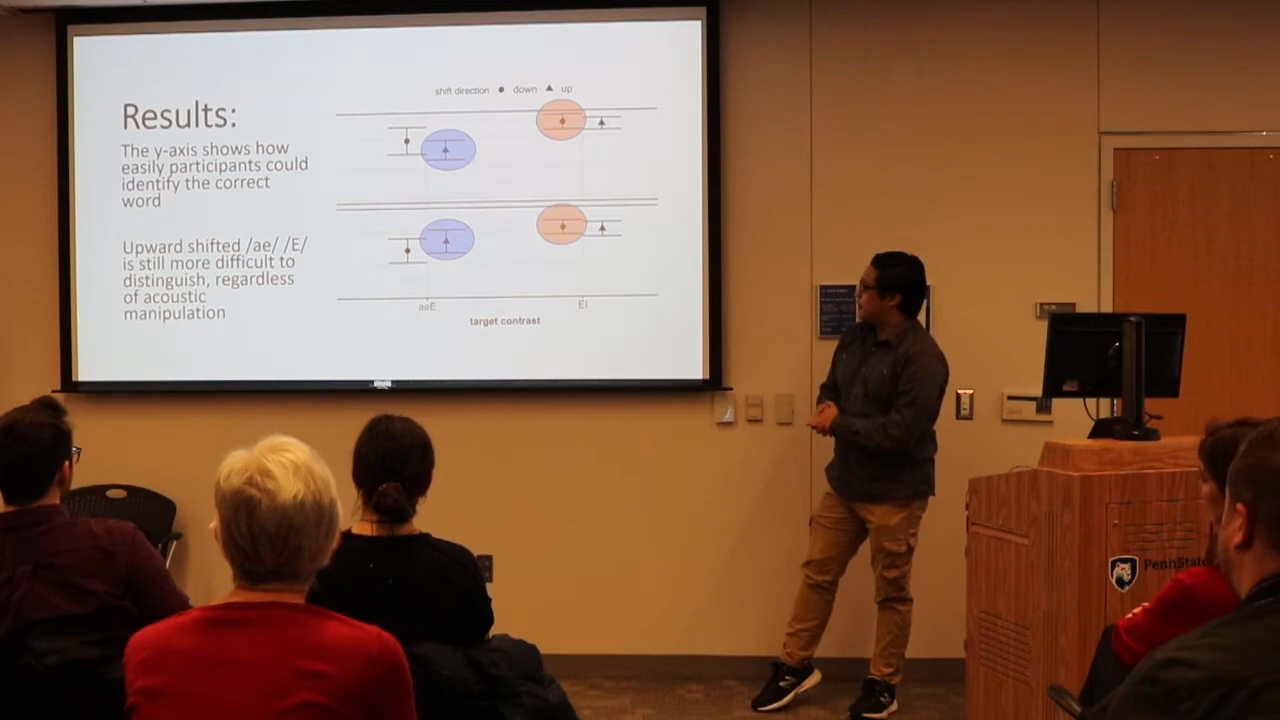 Results:
The y-axis shows how
easily participants could
identify the correct
word
Upward shifted /ae/ /E/
is still more difficult to
distinguish, regardless
of acoustic
manipulation
shift direction ● down ▲ up
aeE
EI
target contrast
PennState